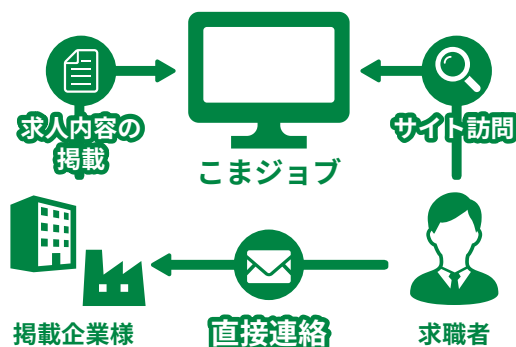 求人内容の
掲載
サイト訪問
こまジョブ
掲載企業様
直接連絡
求職者